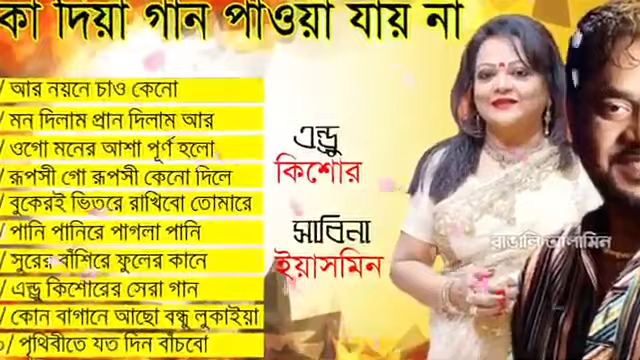 কা দিয়া গান পাওয়া যায় না
/ আর নয়নে চাও কেনো
/ মন দিলাম প্রান দিলাম আর
/ ওগো মনের আশা পূর্ণ হলো
/ রূপসী গো রূপসী কেনো দিলে
/ বুকেরই ভিতরে রাখিবো তোমারে
/ পানি পানিরে পাগলা পানি
/ সুরের বাঁশিরে ফুলের কানে
/ এন্ড্রু কিশোরের সেরা গান
/ কোন বাগানে আছো বন্ধু লুকাইয়া
/ পৃথিবীতে যত দিন বাঁচবো
এন্ড্রু
কিশোর
সাবিনা
ইয়াসমিন